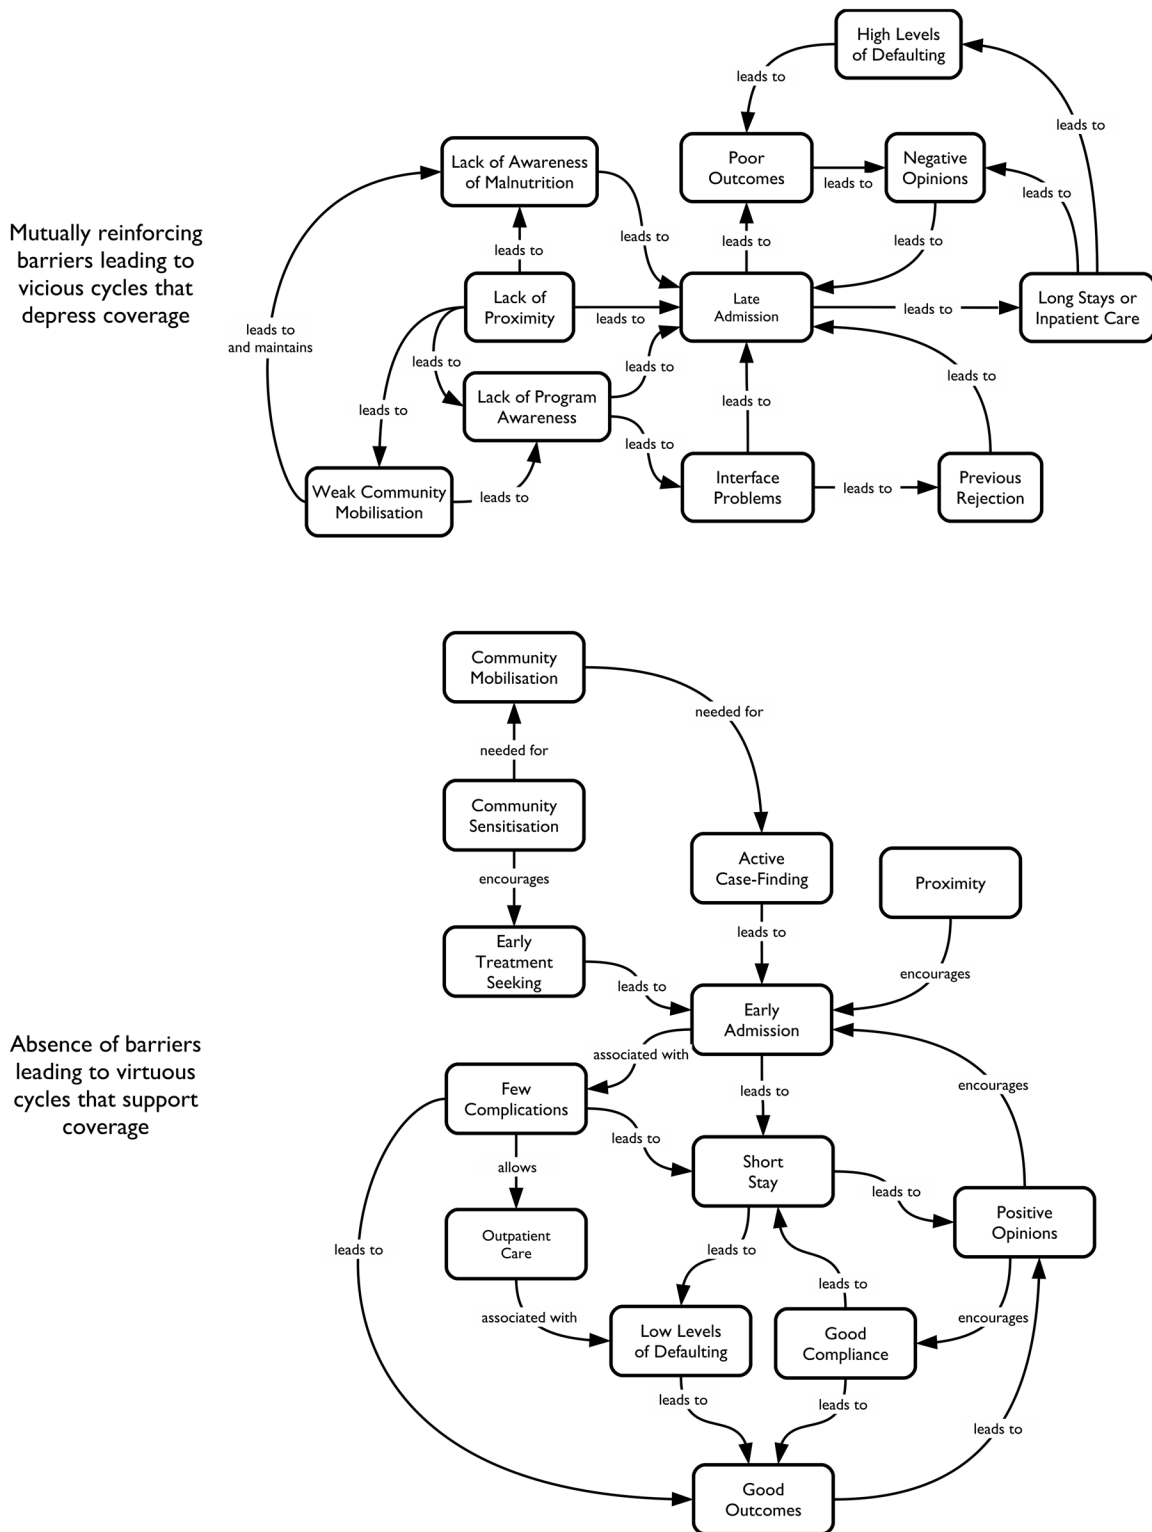 High Levels
of Defaulting
leads to
leads to
Lack of Awareness
of Malnutrition
Poor
Outcomes
leads to
Negative
Opinions
leads to
Mutually reinforcing
barriers leading to
vicious cycles that
depress coverage
leads to
leads to
leads to
leads to
Lack of
Proximity
leads to
Late
Admission
leads to
Long Stays or
Inpatient Care
leads to
and maintains
leads to
leads to
leads to
Lack of Program
Awareness
leads to
leads to
leads to
Weak Community
Mobilisation
leads to
Interface
Problems
leads to
Previous
Rejection
Community
Mobilisation
needed for
needed for
Community
Sensitisation
encourages
Active
Case-Finding
Proximity
leads to
Early
Treatment
Seeking
leads to
encourages
Early
Admission
Absence of barriers
leading to virtuous
cycles that support
coverage
associated with
Few
Complications
leads to
encourages
leads to
allows
Short
Stay
leads to
Positive
Opinions
Outpatient
Care
leads to
leads to
leads to
associated with
encourages
Low Levels
of Defaulting
Good
Compliance
leads to
leads to
leads to
Good
Outcomes